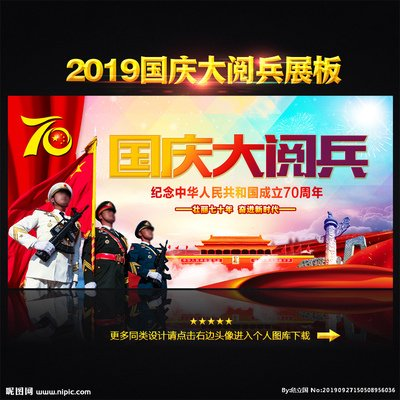 2019国庆大阅兵展板
70
国庆大阅兵
纪念中华人民共和国成立70周年
壮丽七十年 奋进新时代
★★★★★
更多同类设计请点击右边头像进入个人图库下载
昵图网 www.nipic.com
No:20190927150508956036